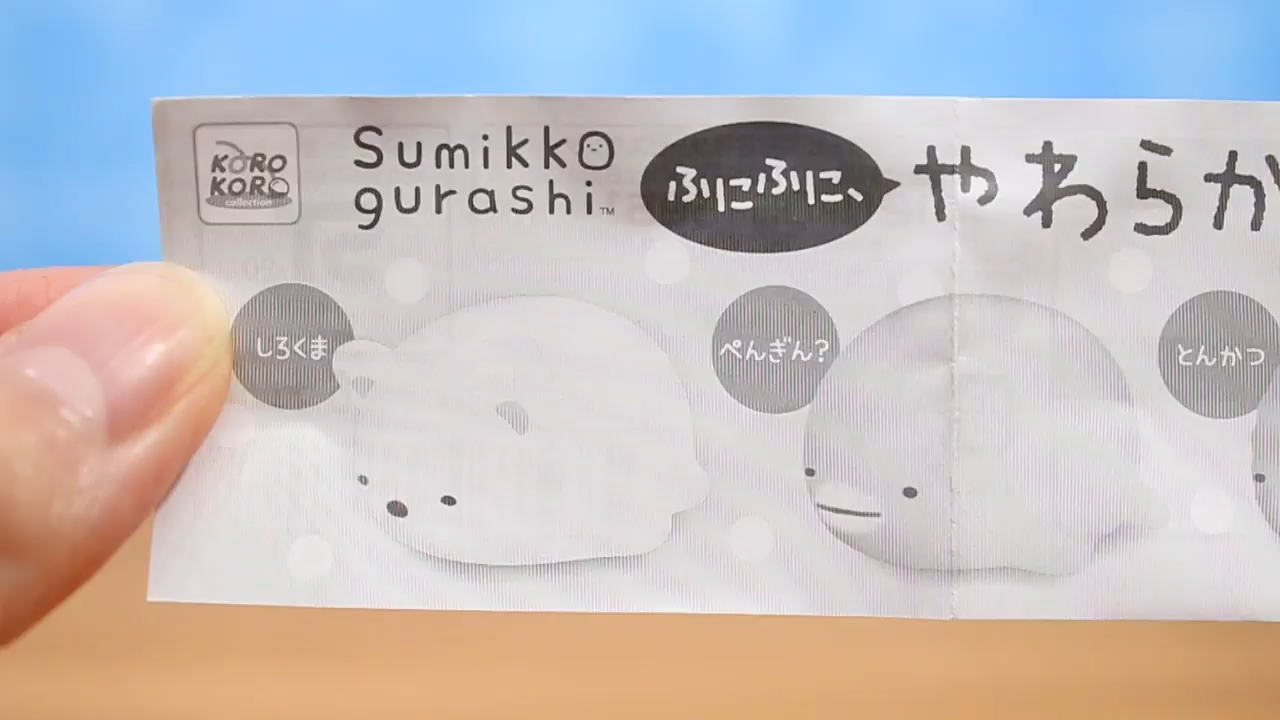 KORO
KORO
collection
Sumikko
gurashi™
ふにふに、
やわらか
しろくま
ぺんぎん?
とんかつ